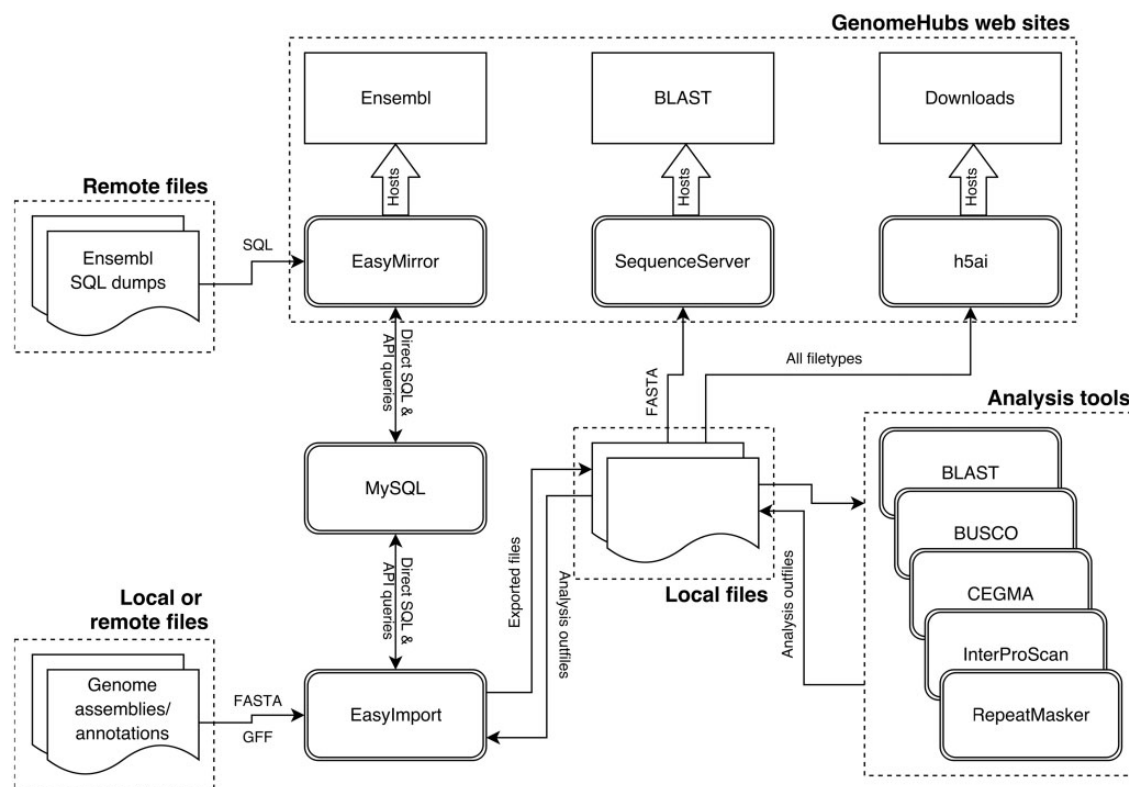 GenomeHubs web sites
Ensembl
BLAST
Downloads
Hosts
Hosts
Hosts
Remote files
Ensembl
SQL dumps
SQL
EasyMirror
SequenceServer
h5ai
Direct SQL &
API queries
FASTA
All filetypes
Analysis tools
MySQL
BLAST
BUSCO
CEGMA
InterProScan
RepeatMasker
Exported files
Analysis outfiles
Local files
Analysis outfiles
Direct SQL &
API queries
Local or
remote files
Genome
assemblies/
annotations
FASTA
GFF
EasyImport